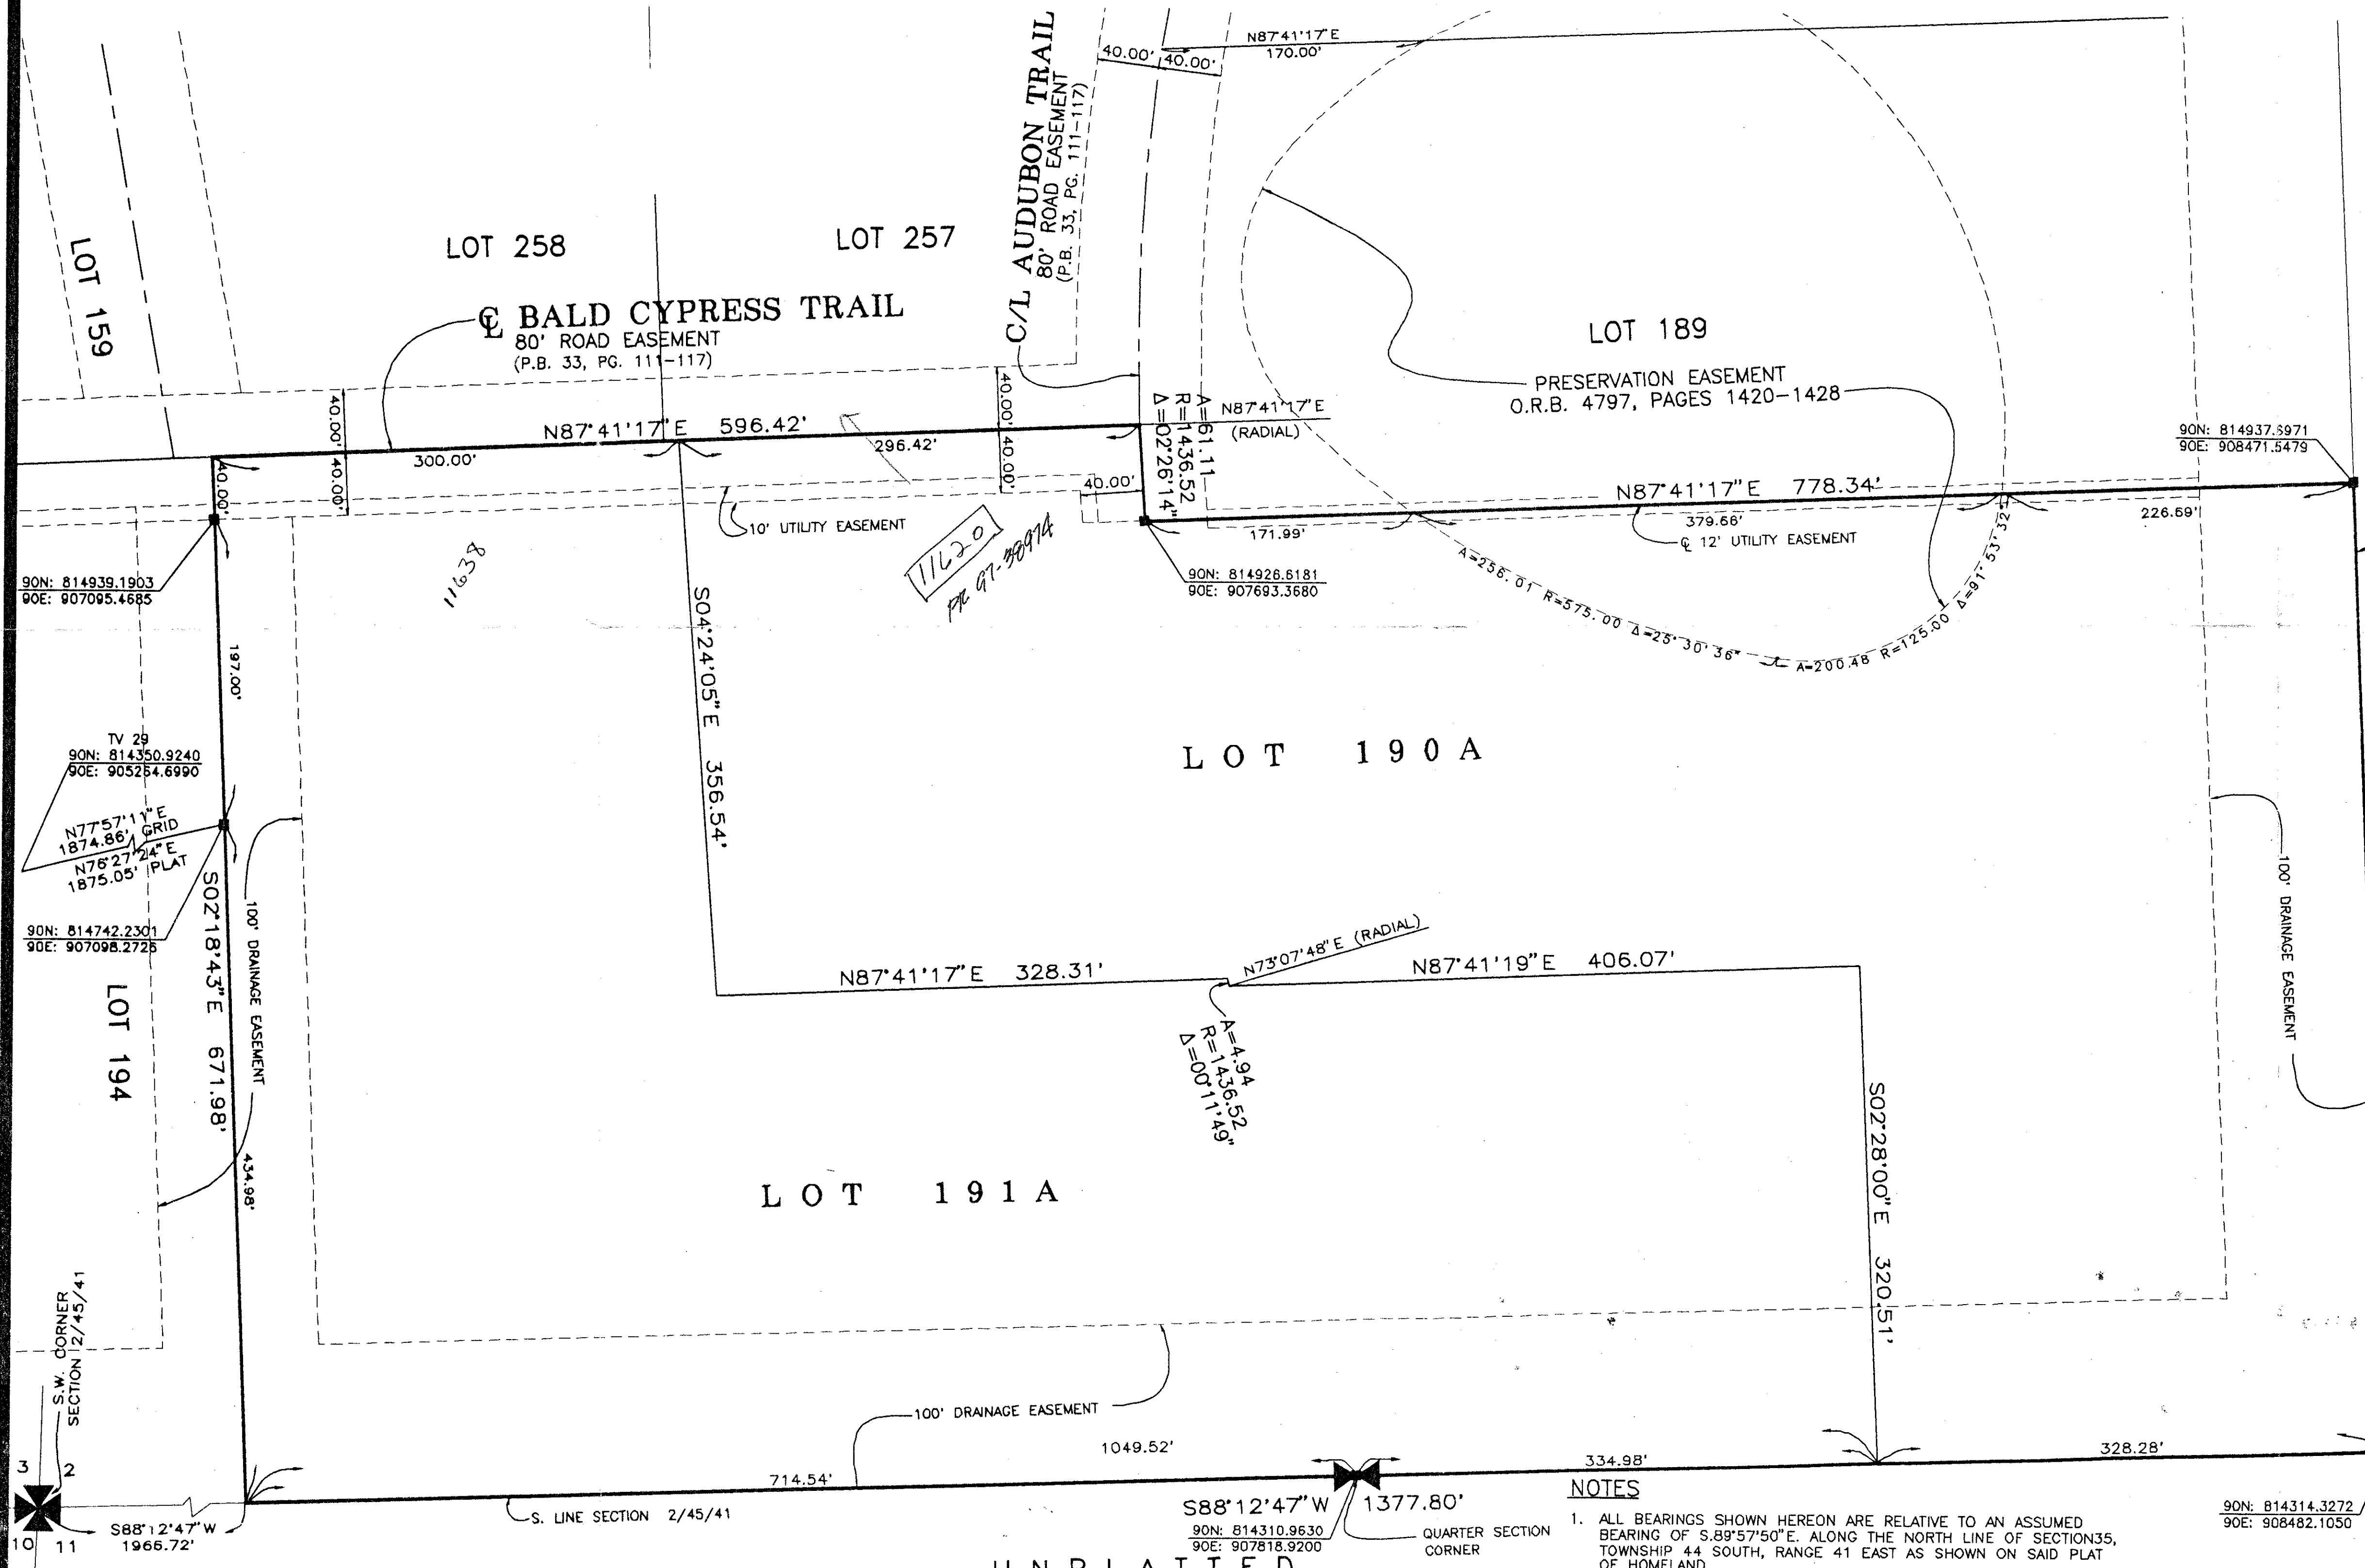 N87°41'17"E
170.00'
40.00' 40.00'
C/L AUDUBON TRAIL
80' ROAD EASEMENT
(P.B. 33, PG. 111-117)
LOT 159
LOT 258
LOT 257
℄ BALD CYPRESS TRAIL
80' ROAD EASEMENT
(P.B. 33, PG. 111-117)
LOT 189
PRESERVATION EASEMENT
O.R.B. 4797, PAGES 1420-1428
40.00' 40.00'
N87°41'17"E 596.42'
300.00'
296.42'
40.00' 40.00'
40.00'
40.00'
A=61.11
R=1436.52
Δ=02°26'14"
N87°41'17"E
(RADIAL)
90N: 814937.5971
90E: 908471.5479
N87°41'17"E 778.34'
171.99'
379.66'
226.69'
℄ 12' UTILITY EASEMENT
10' UTILITY EASEMENT
11638
11620
PR 97-38974
90N: 814939.1903
90E: 907095.4685
90N: 814926.6181
90E: 907693.3680
A=256.01 R=575.00 Δ=25°30'36"
A=200.48 R=125.00 Δ=91°53'32"
197.00'
S04°24'05"E 356.54'
TV 29
90N: 814350.9240
90E: 905264.6990
N77°57'11"E
1874.86' GRID
N76°27'24"E
1875.05' PLAT
90N: 814742.2301
90E: 907098.2726
LOT 190A
S02°18'43"E 671.98'
100' DRAINAGE EASEMENT
100' DRAINAGE EASEMENT
LOT 194
434.98'
N87°41'17"E 328.31'
N73°07'48"E (RADIAL)
N87°41'19"E 406.07'
A=4.94
R=1436.52
Δ=00°11'49"
S02°28'00"E 320.51'
LOT 191A
S.W. CORNER
SECTION 2/45/41
100' DRAINAGE EASEMENT
1049.52'
714.54'
334.98'
328.28'
3 2
10 11
S88°12'47"W
1966.72'
S. LINE SECTION 2/45/41
S88°12'47"W 1377.80'
90N: 814310.9630
90E: 907818.9200
QUARTER SECTION
CORNER
90N: 814314.3272
90E: 908482.1050
NOTES
1. ALL BEARINGS SHOWN HEREON ARE RELATIVE TO AN ASSUMED
BEARING OF S.89°57'50"E. ALONG THE NORTH LINE OF SECTION35,
TOWNSHIP 44 SOUTH, RANGE 41 EAST AS SHOWN ON SAID PLAT
OF HOMELAND
UNPLATTED